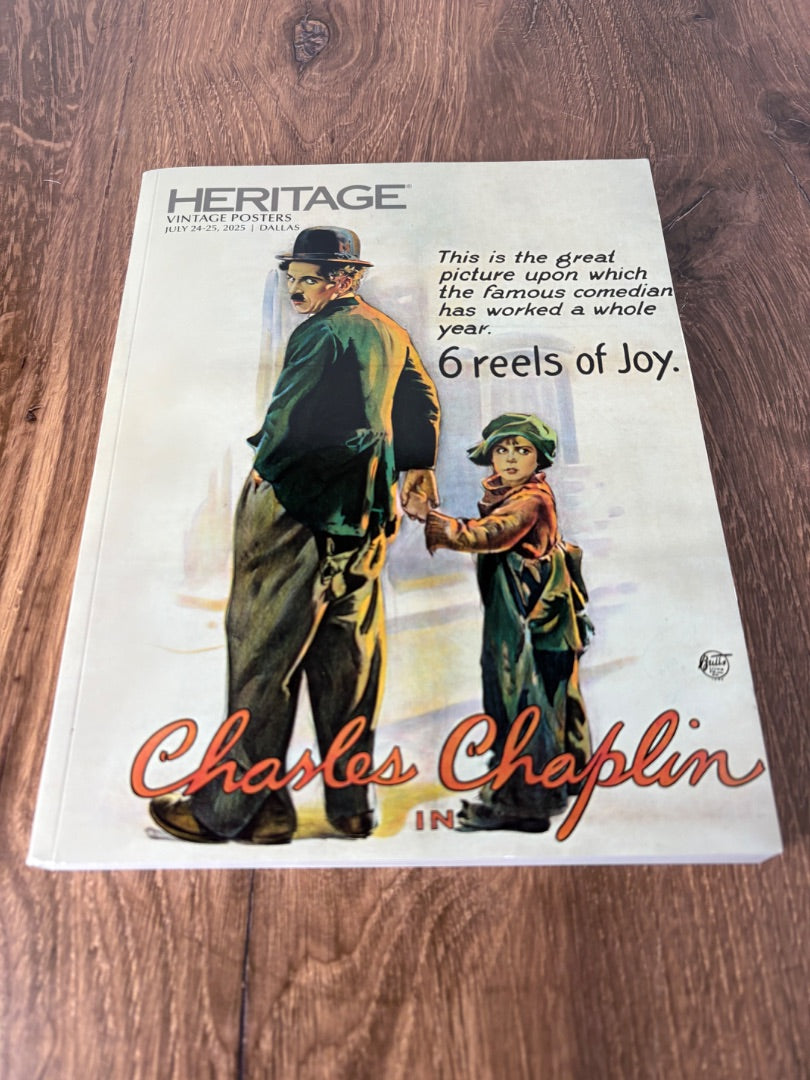 HERITAGE®
VINTAGE POSTERS
JULY 24-25, 2025 | DALLAS
This is the great
picture upon which
the famous comedian
has worked a whole
year.
6 reels of Joy.
Charles Chaplin
IN